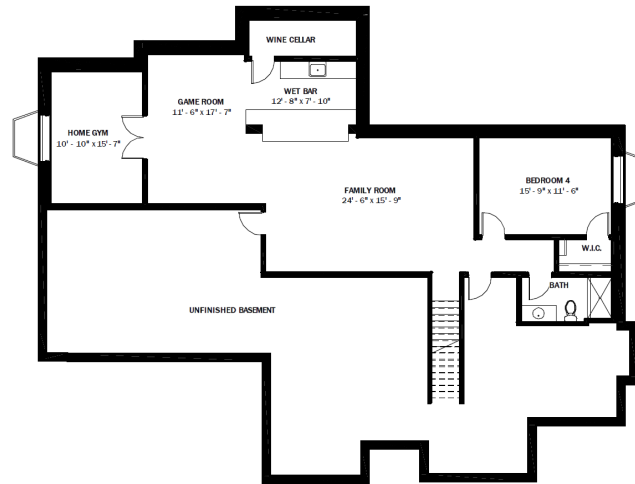 WINE CELLAR
WET BAR
12' - 8" x 7' - 10"
GAME ROOM
11' - 6" x 17' - 7"
HOME GYM
10' - 10" x 15' - 7"
FAMILY ROOM
24' - 6" x 15' - 9"
BEDROOM 4
15' - 9" x 11' - 6"
W.I.C.
BATH
UNFINISHED BASEMENT